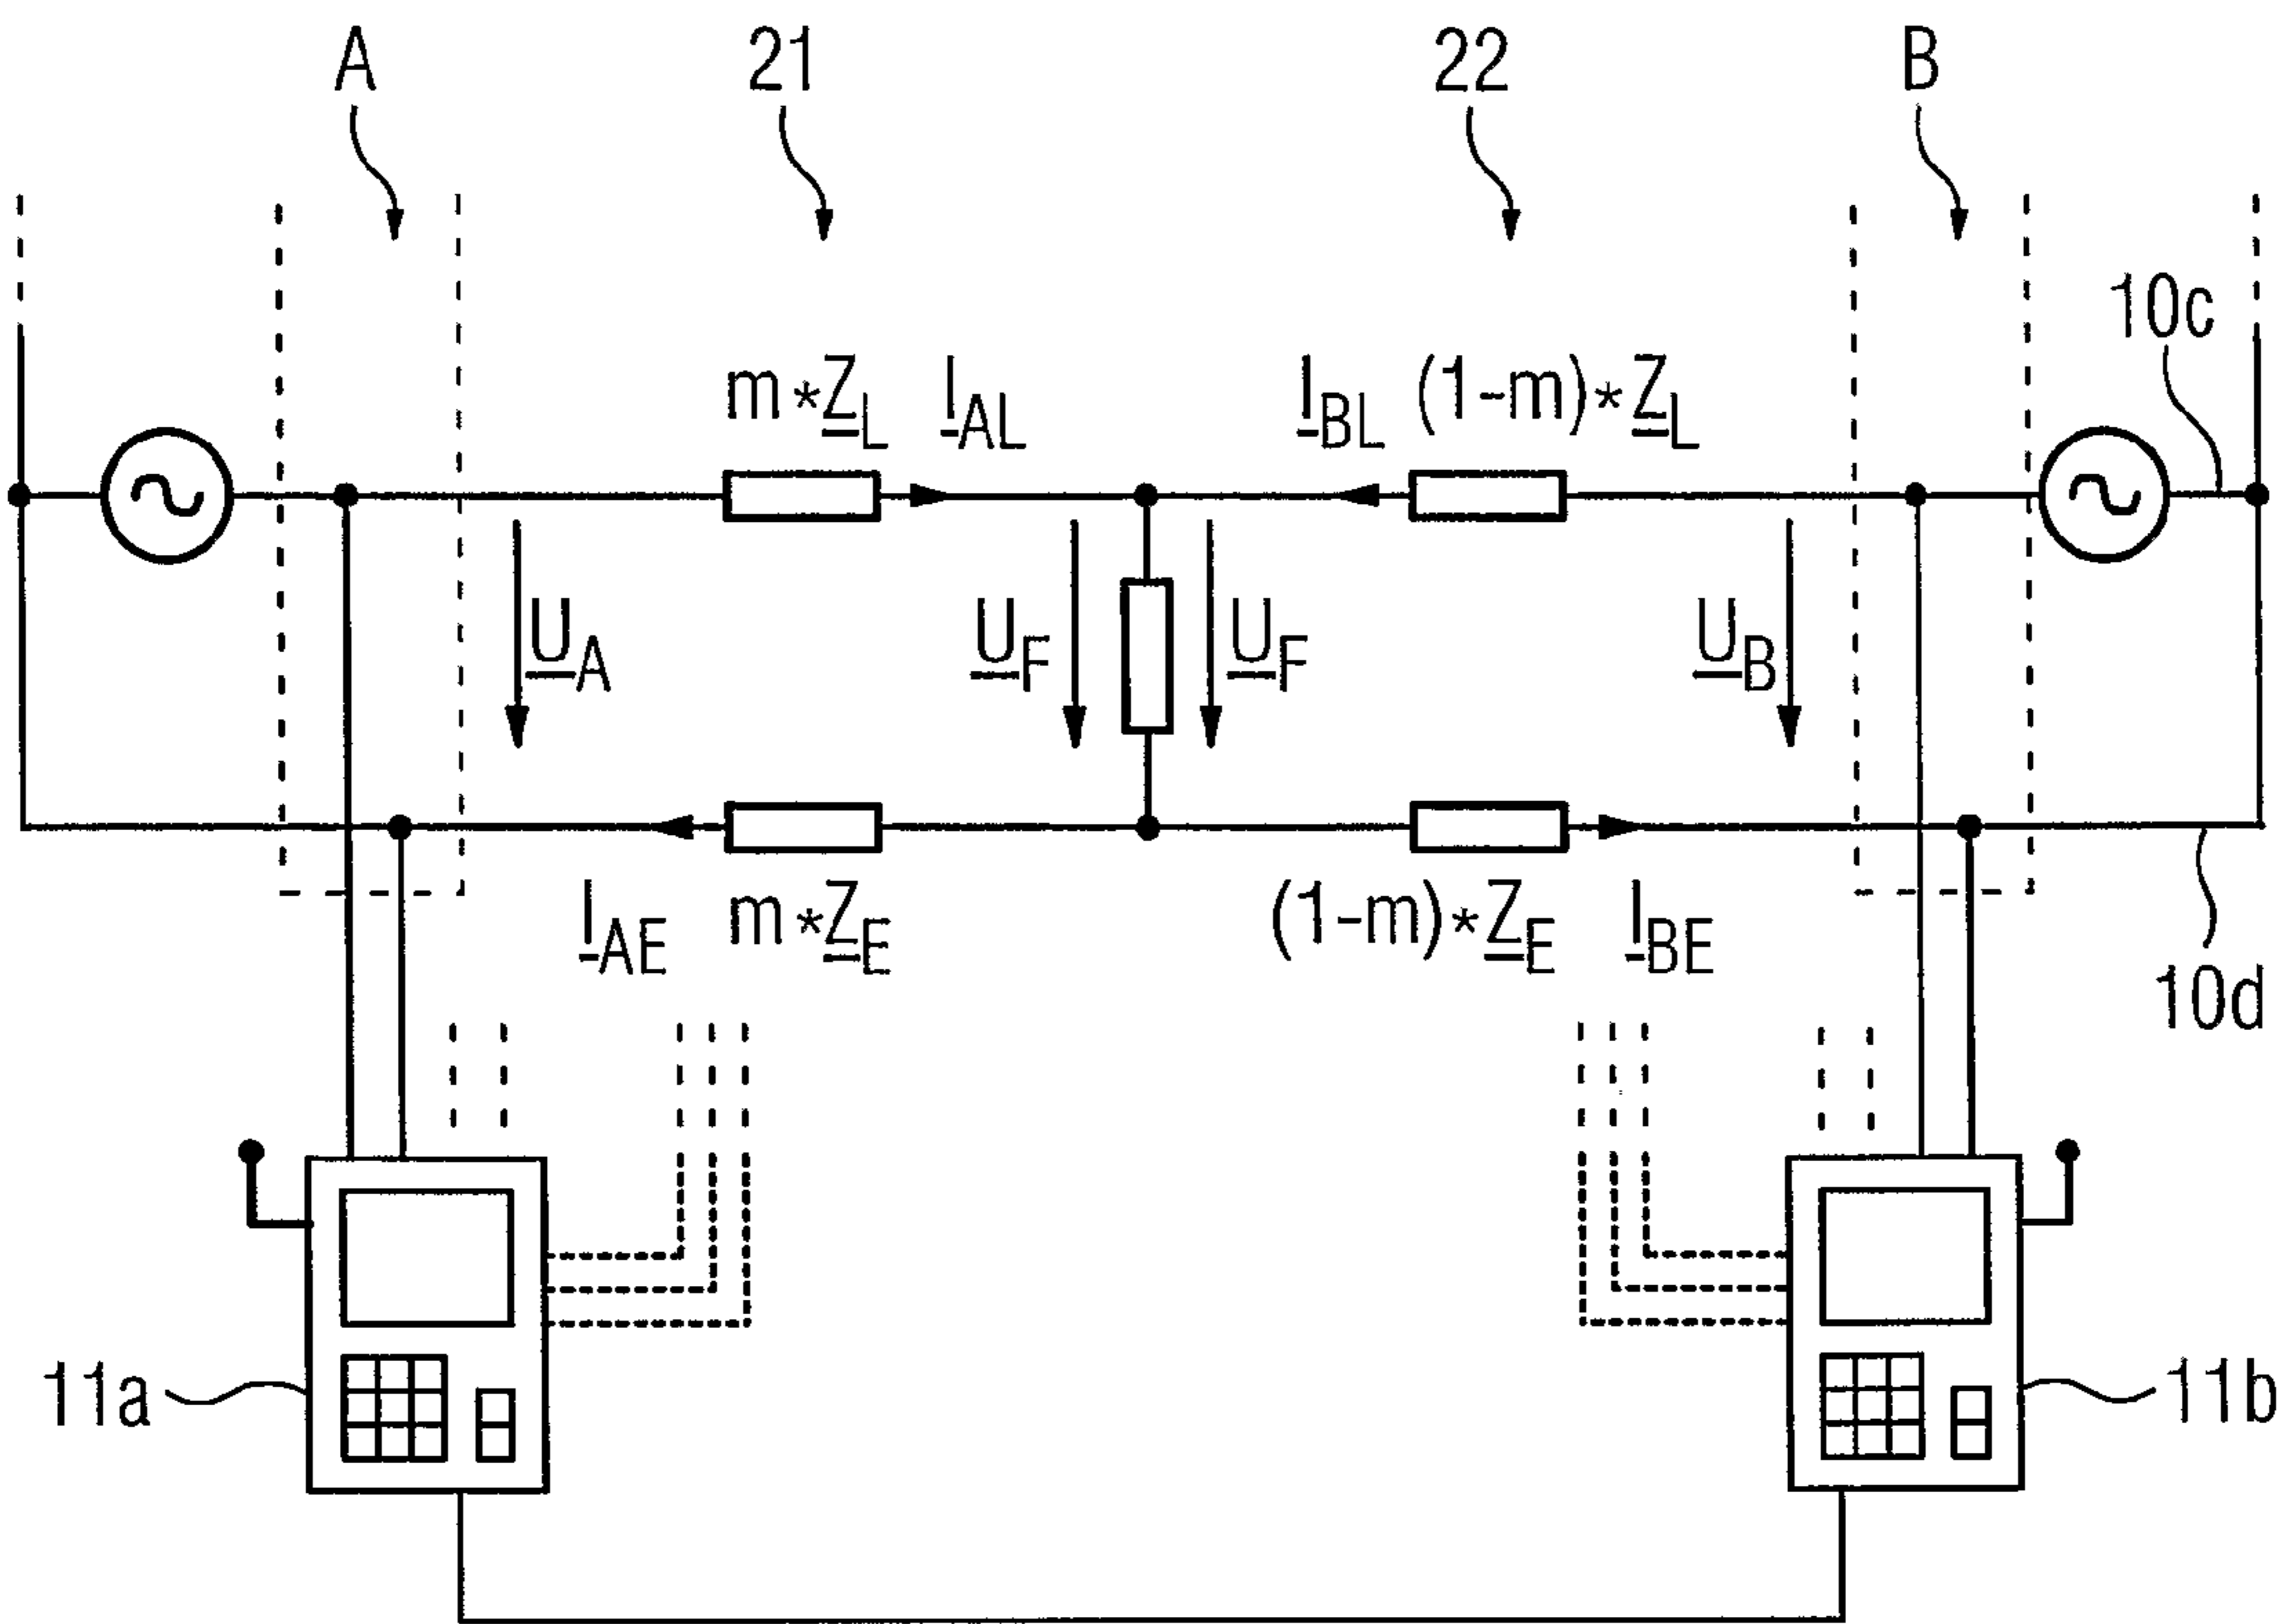 A 21 22 B
10c
m*Z_L I_AL I_BL (1-m)*Z_L
U_A U_F U_F U_B
I_AE m*Z_E (1-m)*Z_E I_BE
10d
11a 11b